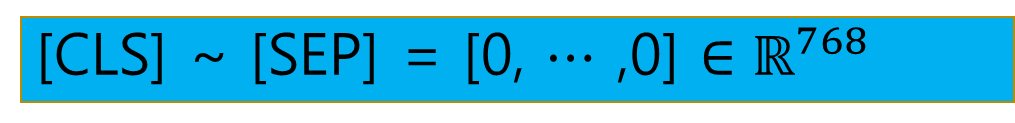 [CLS] ~ [SEP] = [0, ⋯ ,0] ∈ ℝ⁷⁶⁸